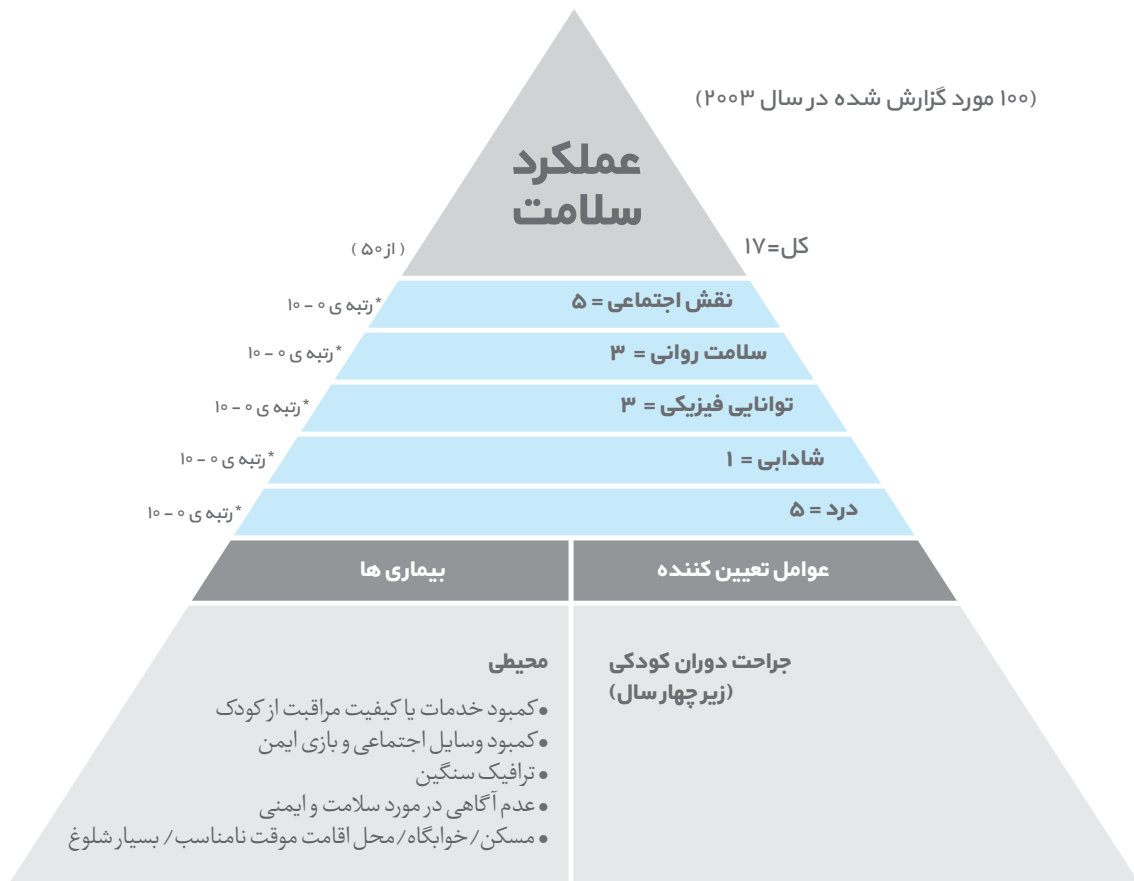 (۱۰۰ مورد گزارش شده در سال ۲۰۰۳)
عملکرد
سلامت
کل=۱۷
(از ۵۰)
نقش اجتماعی = ۵
*رتبه ی ۰ - ۱۰
سلامت روانی = ۳
*رتبه ی ۰ - ۱۰
توانایی فیزیکی = ۳
*رتبه ی ۰ - ۱۰
شادابی = ۱
*رتبه ی ۰ - ۱۰
درد = ۵
*رتبه ی ۰ - ۱۰
عوامل تعیین کننده
بیماری ها
جراحت دوران کودکی
(زیر چهار سال)
محیطی
• کمبود خدمات یا کیفیت مراقبت از کودک
• کمبود وسایل اجتماعی و بازی ایمن
• ترافیک سنگین
• عدم آگاهی در مورد سلامت و ایمنی
• مسکن/خوابگاه/محل اقامت موقت نامناسب/ بسیار شلوغ